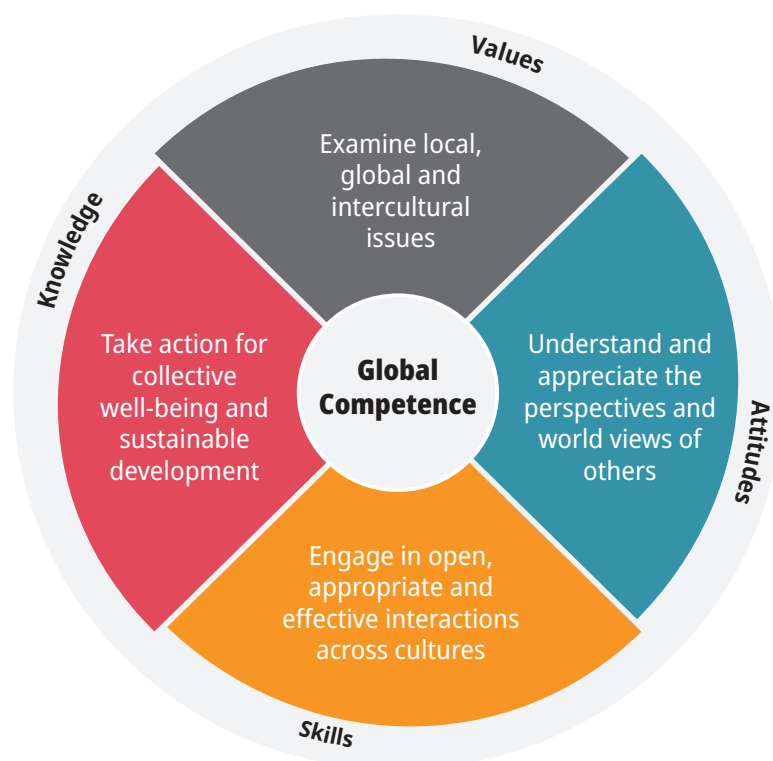 Values
Examine local,
global and
intercultural
issues
Knowledge
Take action for
collective
well-being and
sustainable
development
Global
Competence
Understand and
appreciate the
perspectives and
world views of
others
Attitudes
Engage in open,
appropriate and
effective interactions
across cultures
Skills